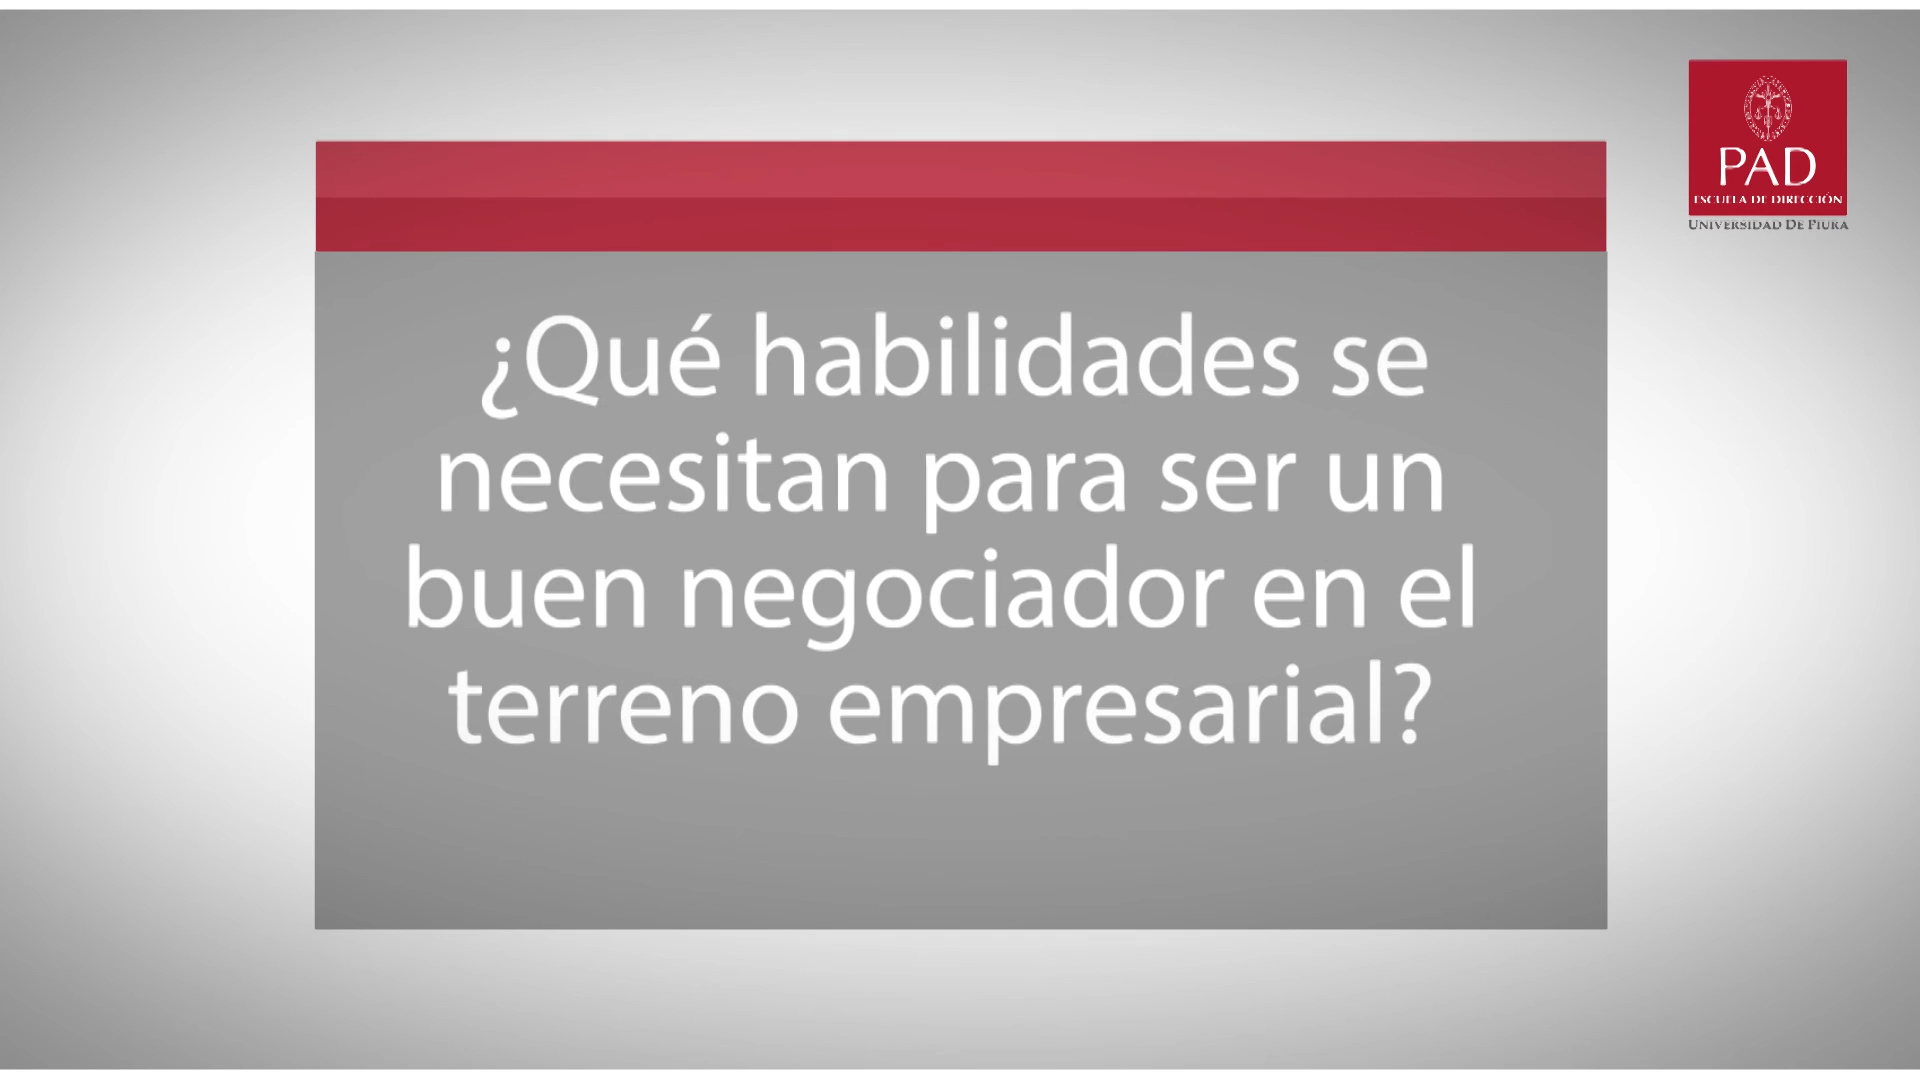 PAD
ESCUELA DE DIRECCIÓN
UNIVERSIDAD DE PIURA
¿Qué habilidades se
necesitan para ser un
buen negociador en el
terreno empresarial?